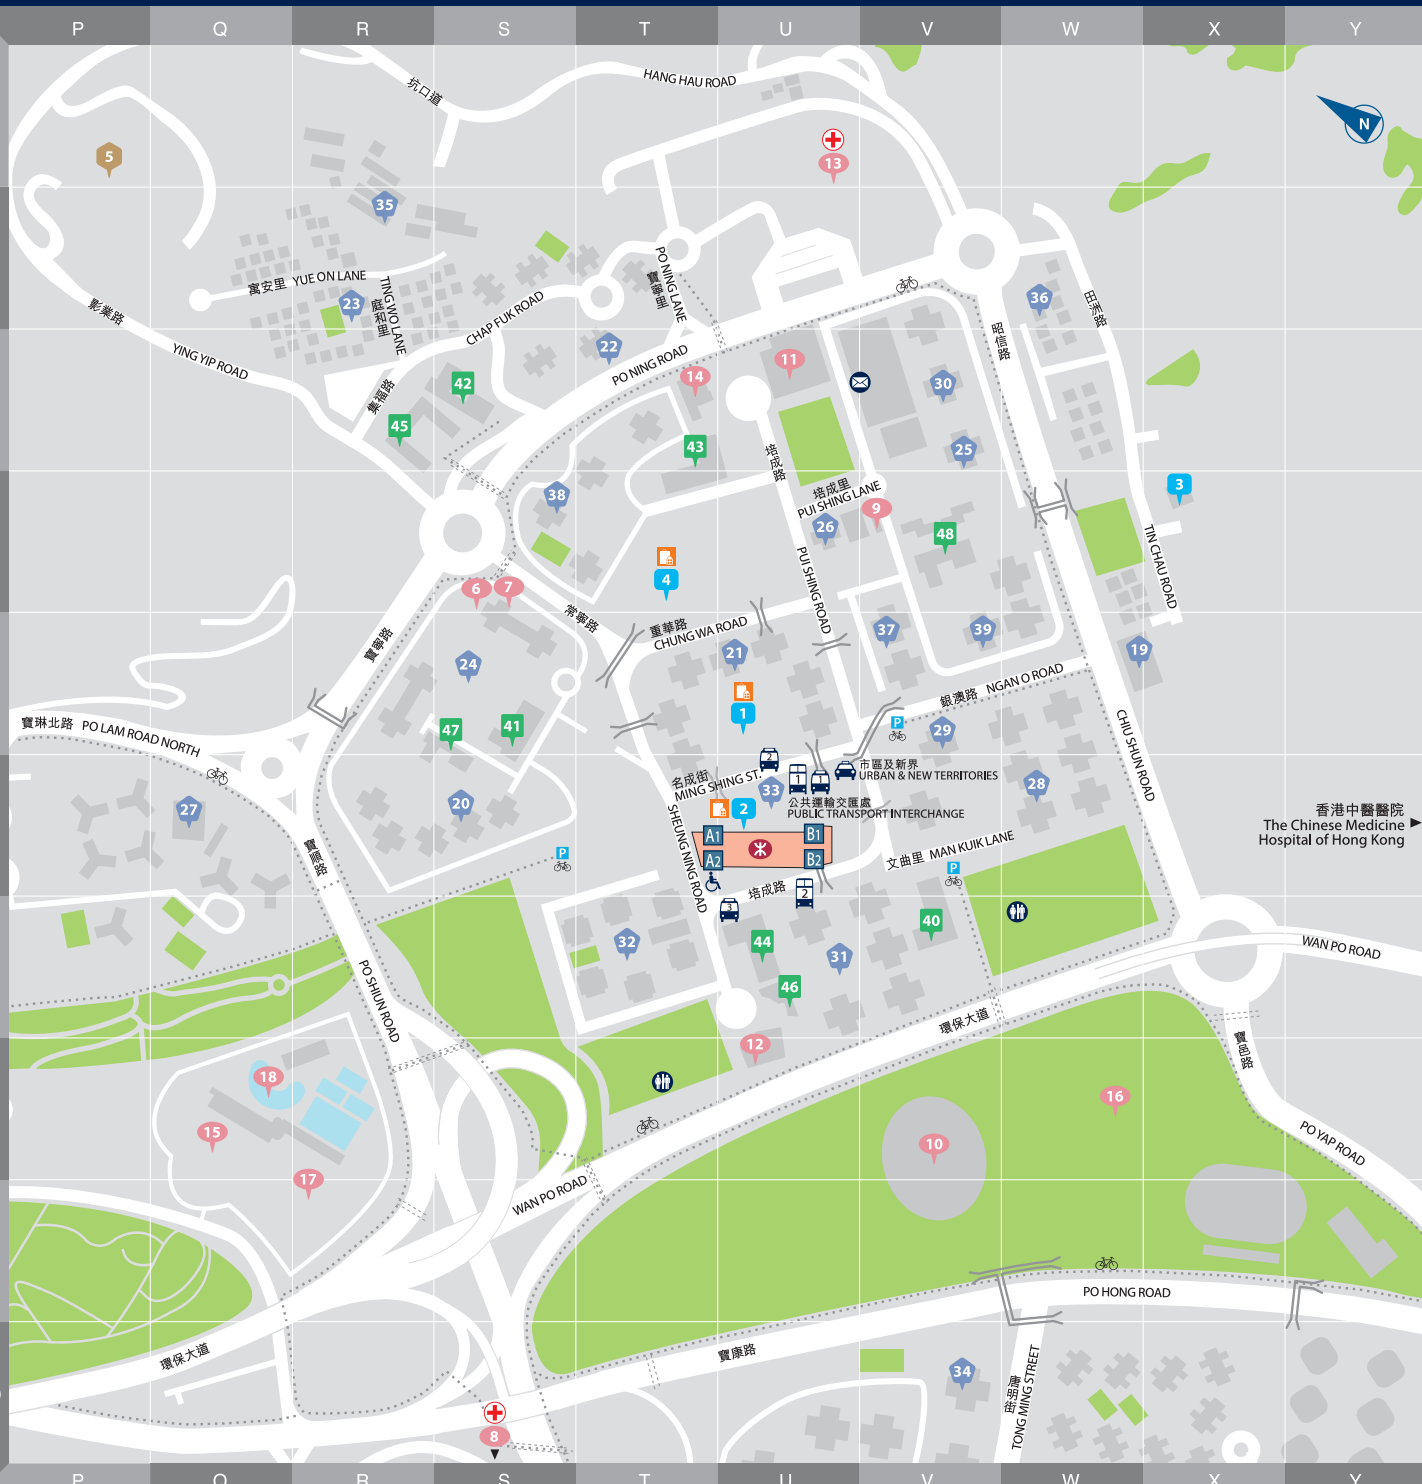 P Q R S T U V W X Y
坑口道
HANG HAU ROAD
N
5
13
35
PO NING LANE
寶寧里
寓安里 YUE ON LANE
TING WO LANE
庭和里
23
影業路
YING YIP ROAD
CHAP FUK ROAD
集福路
36
田秀路
昭信路
22
PO NING ROAD
14
11
30
42
45
43
25
培成路
培成里
PUI SHING LANE
38
26
9
48
3
4
6
7
PUI SHING ROAD
TIN CHAU ROAD
常寧路
重華路
CHUNG WA ROAD
寶寧路
24
21
37
39
19
銀澳路 NGAN O ROAD
1
47
41
P
29
寶琳北路 PO LAM ROAD NORTH
CHIU SHUN ROAD
名成街
MING SHING ST.
2
1
1
市區及新界
URBAN & NEW TERRITORIES
33
28
公共運輸交匯處
PUBLIC TRANSPORT INTERCHANGE
20
27
2
SHEUNG NING ROAD
A1
B1
A2
B2
香港中醫醫院
The Chinese Medicine
Hospital of Hong Kong
寶順路
P
文曲里 MAN KUIK LANE
P
培成路
2
3
32
44
40
31
46
WAN PO ROAD
PO SHUN ROAD
環保大道
12
寶邑路
18
15
17
10
16
PO YAP ROAD
WAN PO ROAD
PO HONG ROAD
環保大道
寶康路
34
唐明街
TONG MING STREET
8
P Q R S T U V W X Y